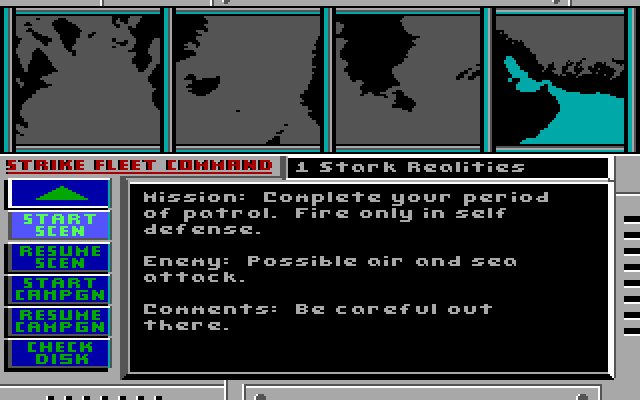 STRIKE FLEET COMMAND
1 Stark Realities
START
SCEN
RESUME
SCEN
START
CAMPGN
RESUME
CAMPGN
CHECK
DISK
Mission: Complete your period
of patrol. Fire only in self
defense.
Enemy: Possible air and sea
attack.
Comments: Be careful out
there.